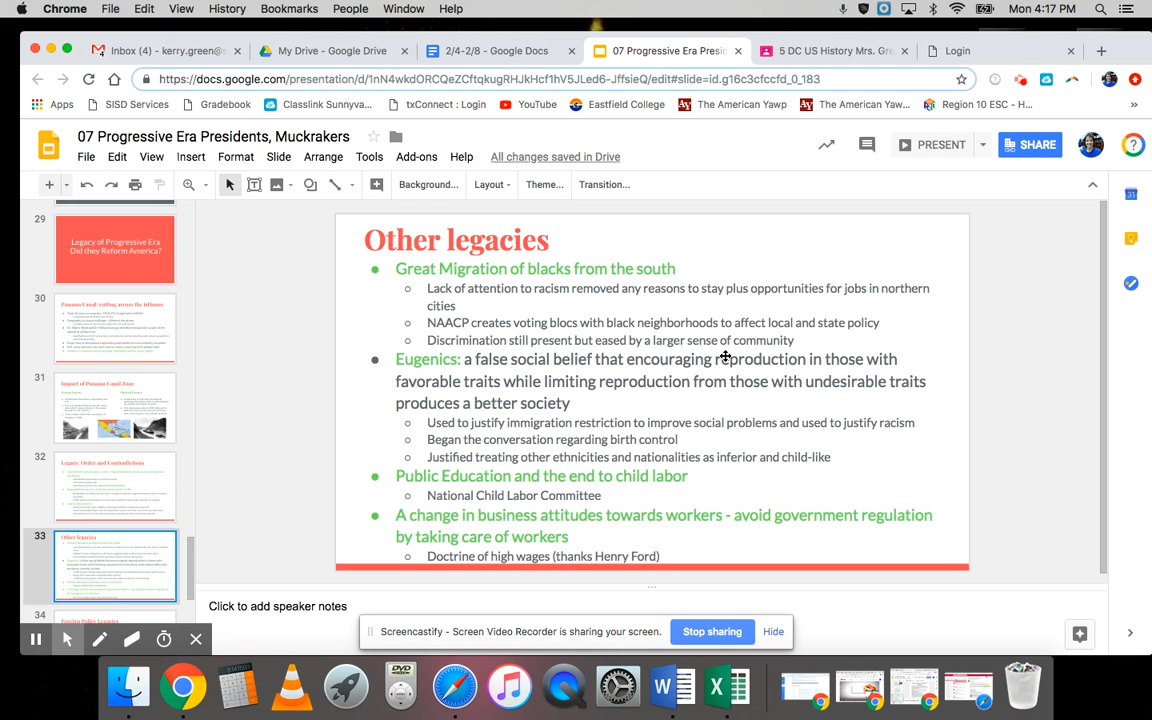 Chrome File Edit View History Bookmarks People Window Help Mon 4:17 PM
Inbox (4) - kerry.green@s
My Drive - Google Drive
2/4-2/8 - Google Docs
07 Progressive Era Presid
5 DC US History Mrs. Gre
Login
https://docs.google.com/presentation/d/1nN4wkdORCQeZCftqkugRHJkHcf1hV5JLed6-JffsieQ/edit#slide=id.g16c3cfccfd_0_183
Apps SISD Services Gradebook Classlink Sunnyva... txConnect : Login YouTube Eastfield College The American Yawp The American Yaw... Region 10 ESC - H...
07 Progressive Era Presidents, Muckrakers
File Edit View Insert Format Slide Arrange Tools Add-ons Help All changes saved in Drive
PRESENT
SHARE
Background... Layout Theme... Transition...
29
Legacy of Progressive Era
Did they Reform America?
30
Panama Canal: cutting across the isthmus
31
Impact of Panama Canal Zone
32
Legacy: Order and Contradictions
33
Other legacies
34
Foreign Policy Legacies
Other legacies
● Great Migration of blacks from the south
○ Lack of attention to racism removed any reasons to stay plus opportunities for jobs in northern
cities
○ NAACP creates voting blocs with black neighborhoods to affect local and state policy
○ Discrimination still present but eased by a larger sense of community
● Eugenics: a false social belief that encouraging reproduction in those with
favorable traits while limiting reproduction from those with undesirable traits
produces a better society
○ Used to justify immigration restriction to improve social problems and used to justify racism
○ Began the conversation regarding birth control
○ Justified treating other ethnicities and nationalities as inferior and child-like
● Public Education and the end to child labor
○ National Child Labor Committee
● A change in business attitudes towards workers - avoid government regulation
by taking care of workers
○ Doctrine of high wages (thanks Henry Ford)
Click to add speaker notes
Screencastify - Screen Video Recorder is sharing your screen. Stop sharing Hide